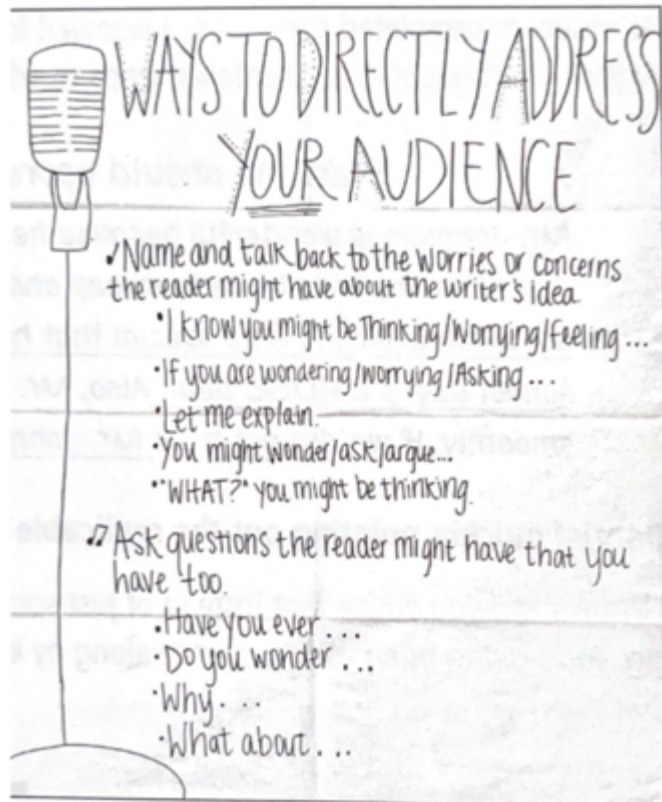 WAYS TO DIRECTLY ADDRESS
YOUR AUDIENCE
Name and talk back to the worries or concerns
the reader might have about the writer's idea.
•I know you might be Thinking/Worrying/feeling...
•If you are wondering/worrying/Asking...
•Let me explain.
•You might wonder/ask/argue...
•"WHAT?" you might be thinking.
♫ Ask questions the reader might have that you
have too.
•Have you ever...
•Do you wonder...
•Why...
•What about...